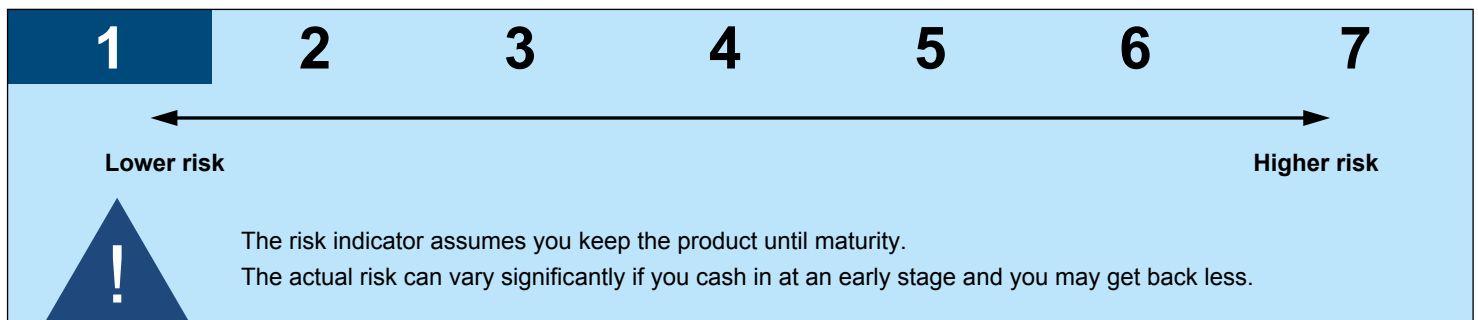 1 2 3 4 5 6 7
Lower risk Higher risk
!
The risk indicator assumes you keep the product until maturity.
The actual risk can vary significantly if you cash in at an early stage and you may get back less.